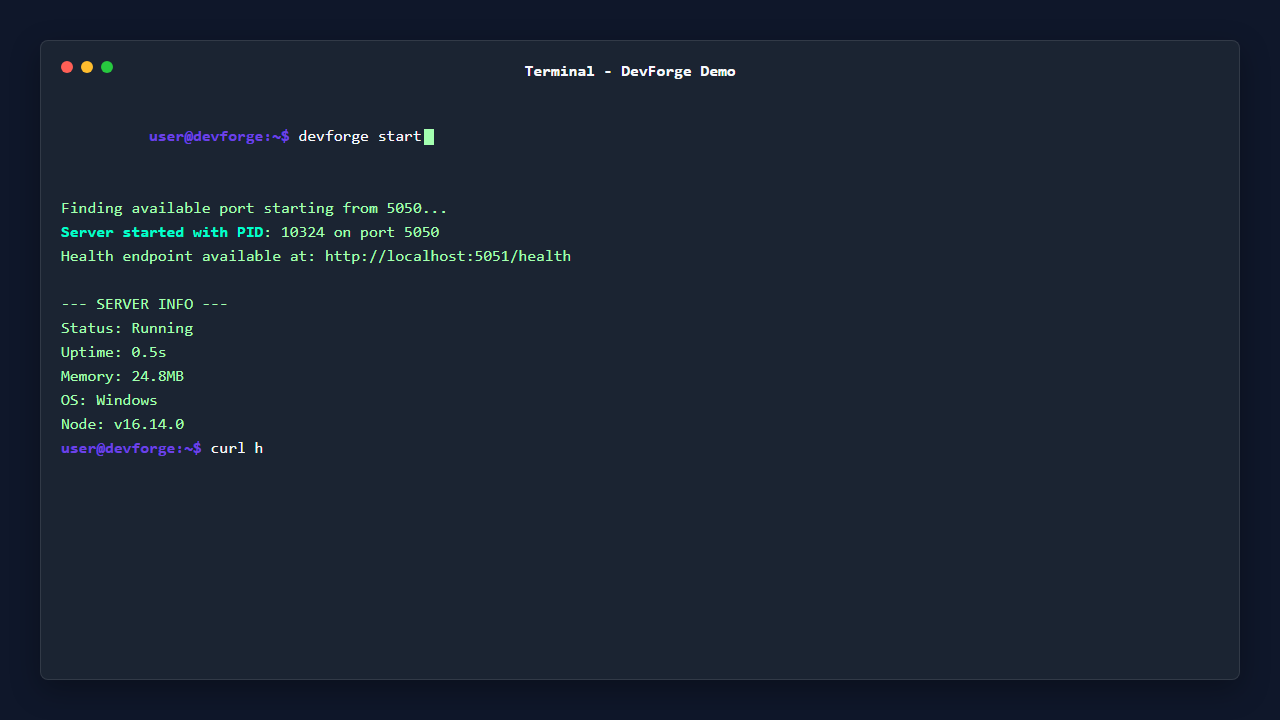 Terminal - DevForge Demo
user@devforge:~$ devforge start
Finding available port starting from 5050...
Server started with PID: 10324 on port 5050
Health endpoint available at: http://localhost:5051/health
--- SERVER INFO ---
Status: Running
Uptime: 0.5s
Memory: 24.8MB
OS: Windows
Node: v16.14.0
user@devforge:~$ curl h